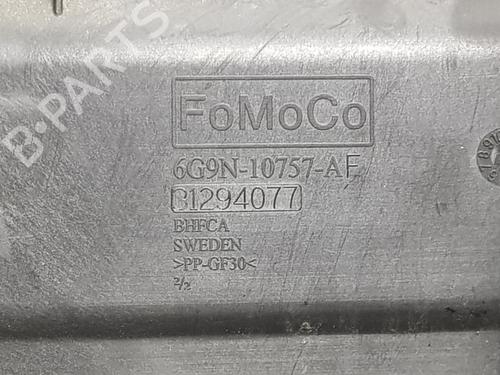 B-PARTS
FoMoCo
6G9N-10757-AF
31294077
BHFCA
SWEDEN
>PP-GF30<
2/2